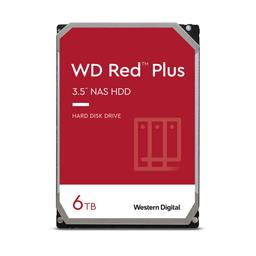 WD Red™ Plus
3.5" NAS HDD
HARD DISK DRIVE
6TB
Western Digital